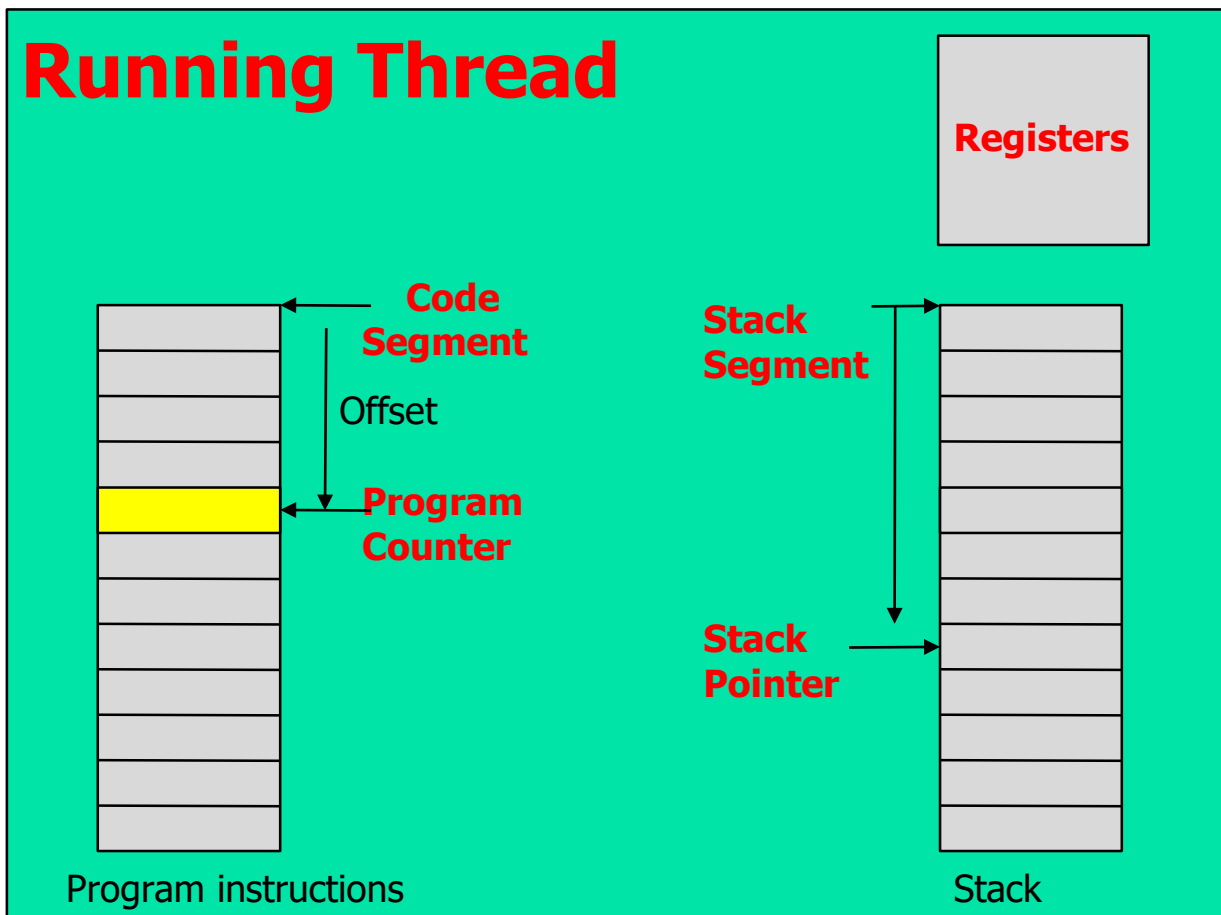 Running Thread
Registers
Code
Segment
Offset
Program
Counter
Stack
Segment
Stack
Pointer
Program instructions
Stack